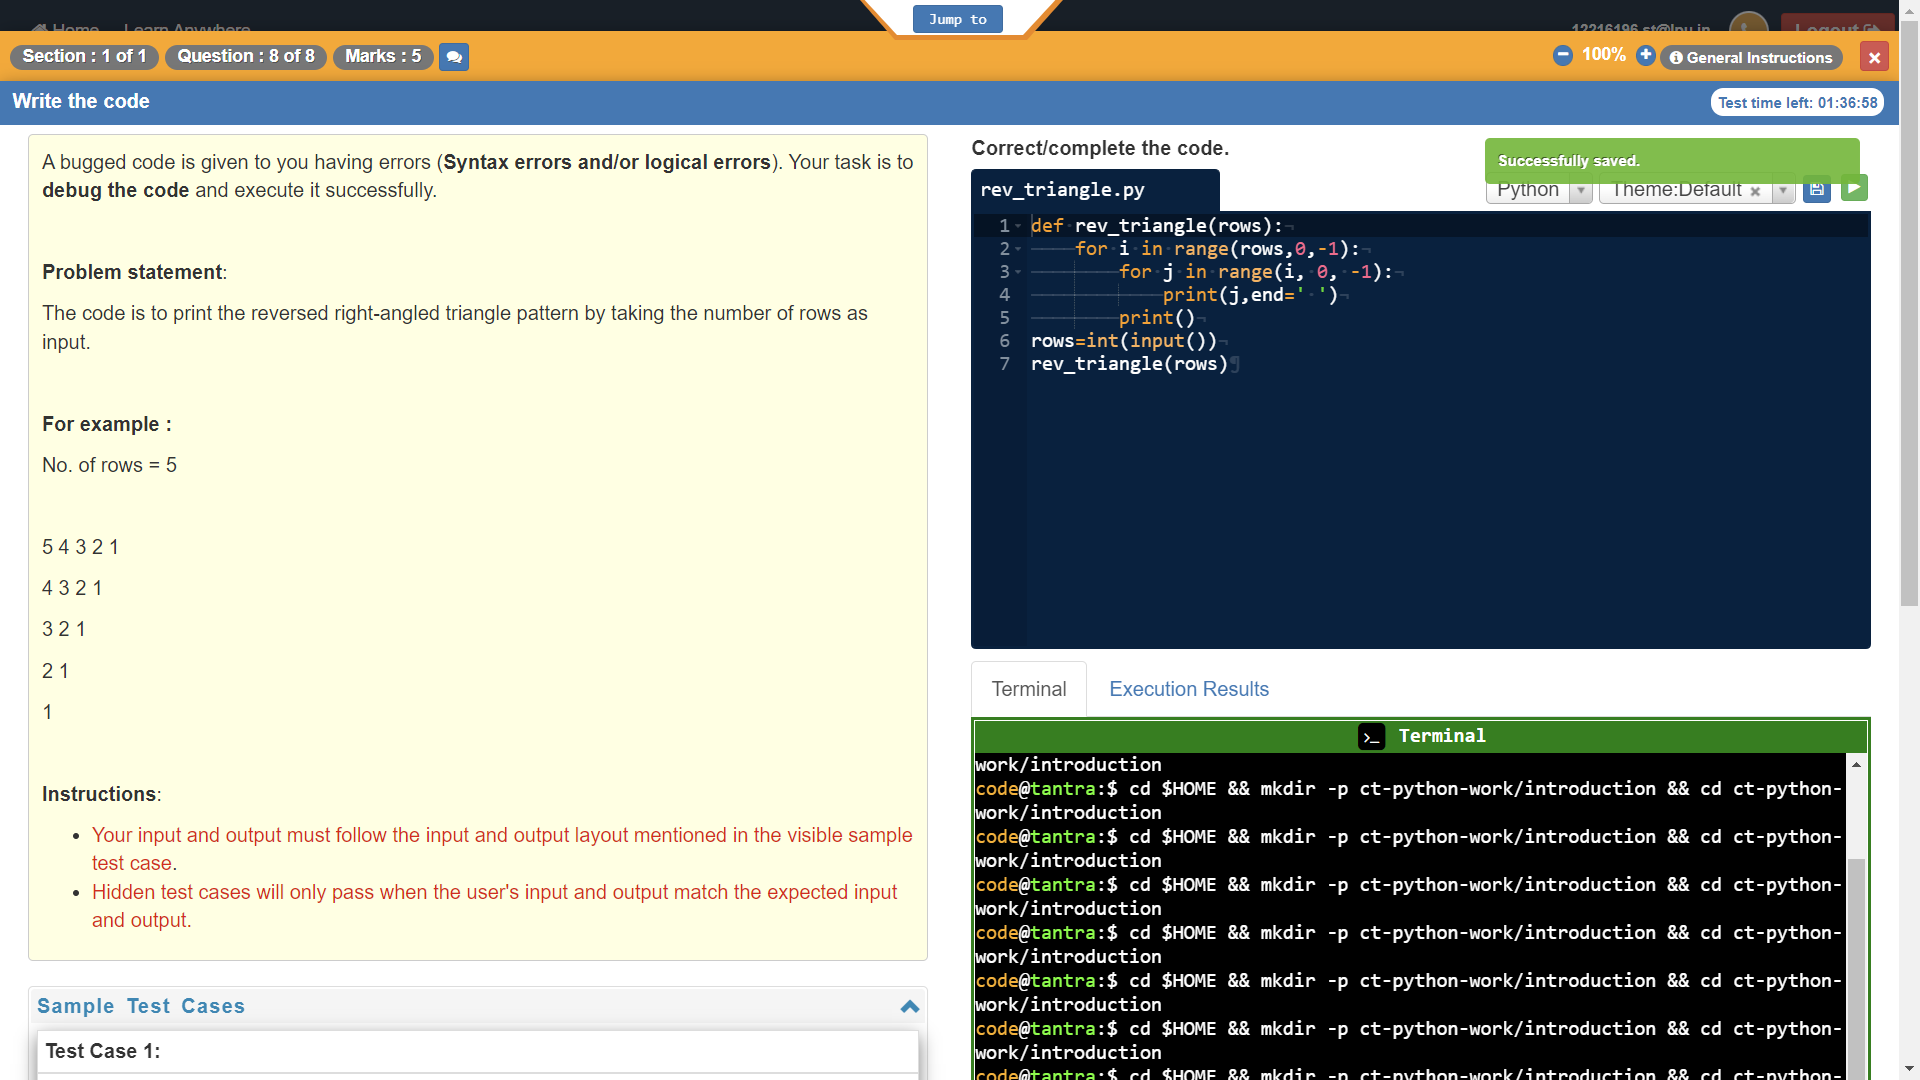 Home Learn Anywhere
Jump to
12216196.st@lpu.in
Logout
Section : 1 of 1
Question : 8 of 8
Marks : 5
100%
General Instructions
Write the code
Test time left: 01:36:58
A bugged code is given to you having errors (Syntax errors and/or logical errors). Your task is to
debug the code and execute it successfully.
Problem statement:
The code is to print the reversed right-angled triangle pattern by taking the number of rows as
input.
For example :
No. of rows = 5
5 4 3 2 1
4 3 2 1
3 2 1
2 1
1
Instructions:
• Your input and output must follow the input and output layout mentioned in the visible sample
test case.
• Hidden test cases will only pass when the user's input and output match the expected input
and output.
Sample Test Cases
Test Case 1:
Correct/complete the code.
Successfully saved.
rev_triangle.py
Python
Theme:Default ×
1 def rev_triangle(rows):
2 for i in range(rows,0,-1):
3 for j in range(i, 0, -1):
4 print(j,end=' ')
5 print()
6 rows=int(input())
7 rev_triangle(rows)
Terminal
Execution Results
Terminal
work/introduction
code@tantra:$ cd $HOME && mkdir -p ct-python-work/introduction && cd ct-python-
work/introduction
code@tantra:$ cd $HOME && mkdir -p ct-python-work/introduction && cd ct-python-
work/introduction
code@tantra:$ cd $HOME && mkdir -p ct-python-work/introduction && cd ct-python-
work/introduction
code@tantra:$ cd $HOME && mkdir -p ct-python-work/introduction && cd ct-python-
work/introduction
code@tantra:$ cd $HOME && mkdir -p ct-python-work/introduction && cd ct-python-
work/introduction
code@tantra:$ cd $HOME && mkdir -p ct-python-work/introduction && cd ct-python-
work/introduction
code@tantra:$ cd $HOME && mkdir -p ct-python-work/introduction && cd ct-python-